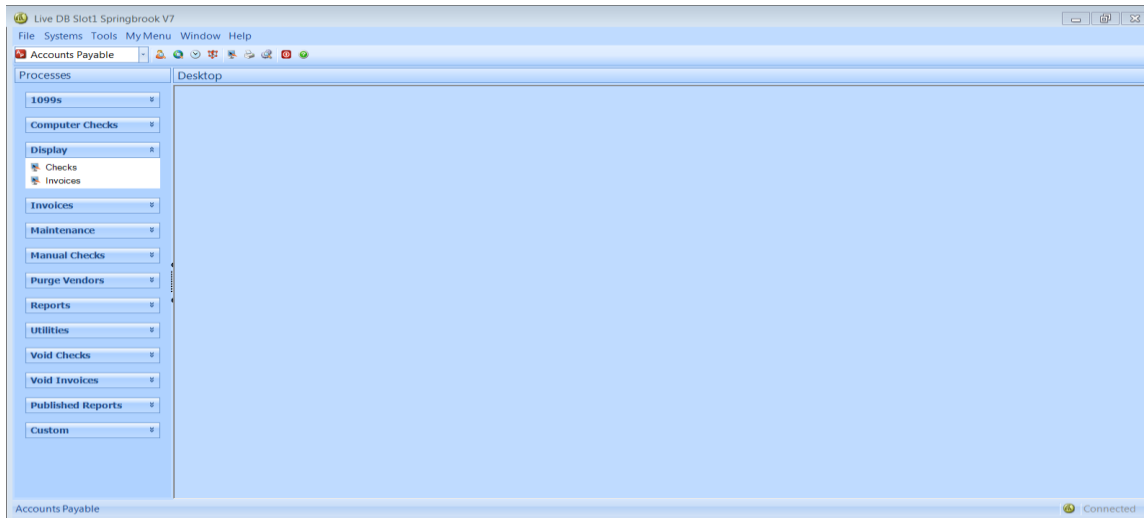 Live DB Slot1 Springbrook V7
File Systems Tools My Menu Window Help
Accounts Payable
Processes
Desktop
1099s
Computer Checks
Display
Checks
Invoices
Invoices
Maintenance
Manual Checks
Purge Vendors
Reports
Utilities
Void Checks
Void Invoices
Published Reports
Custom
Accounts Payable
Connected